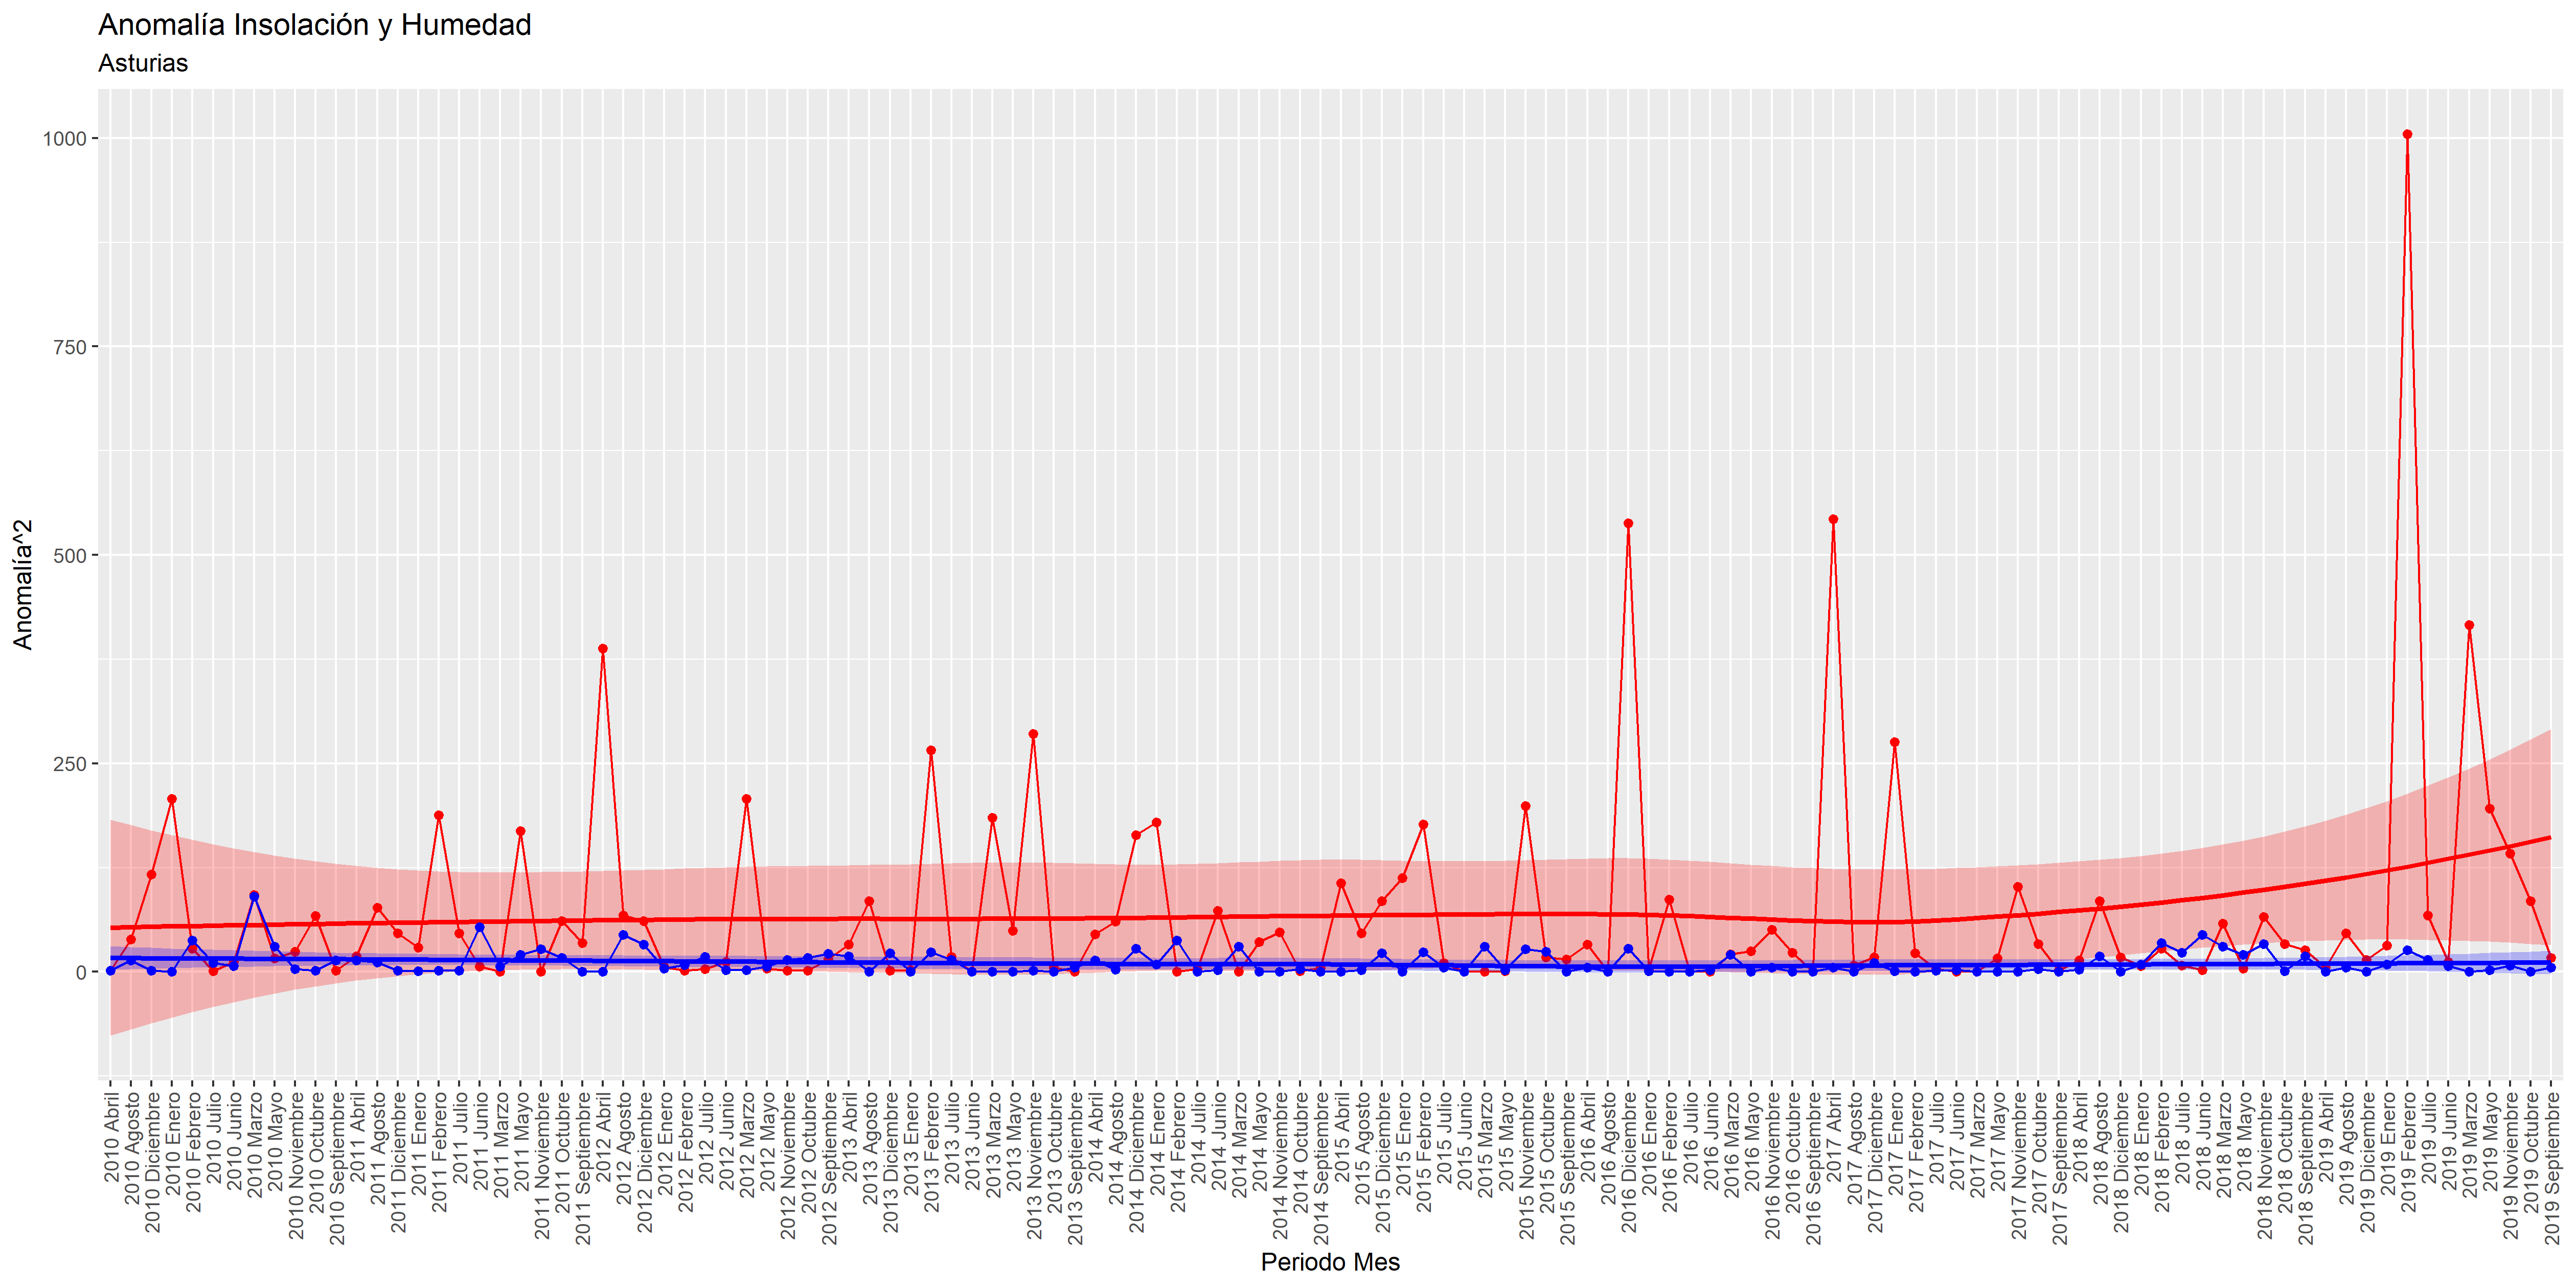 Anomalía Insolación y Humedad
Asturias
Anomalía^2
1000
750
500
250
0
2010 Abril
2010 Agosto
2010 Diciembre
2010 Enero
2010 Febrero
2010 Julio
2010 Junio
2010 Marzo
2010 Mayo
2010 Noviembre
2010 Octubre
2010 Septiembre
2011 Abril
2011 Agosto
2011 Diciembre
2011 Enero
2011 Febrero
2011 Julio
2011 Junio
2011 Marzo
2011 Mayo
2011 Noviembre
2011 Octubre
2011 Septiembre
2012 Abril
2012 Agosto
2012 Diciembre
2012 Enero
2012 Febrero
2012 Julio
2012 Junio
2012 Marzo
2012 Mayo
2012 Noviembre
2012 Octubre
2012 Septiembre
2013 Abril
2013 Agosto
2013 Diciembre
2013 Enero
2013 Febrero
2013 Julio
2013 Junio
2013 Marzo
2013 Mayo
2013 Noviembre
2013 Octubre
2013 Septiembre
2014 Abril
2014 Agosto
2014 Diciembre
2014 Enero
2014 Febrero
2014 Julio
2014 Junio
2014 Marzo
2014 Mayo
2014 Noviembre
2014 Octubre
2014 Septiembre
2015 Abril
2015 Agosto
2015 Diciembre
2015 Enero
2015 Febrero
2015 Julio
2015 Junio
2015 Marzo
2015 Mayo
2015 Noviembre
2015 Octubre
2015 Septiembre
2016 Abril
2016 Agosto
2016 Diciembre
2016 Enero
2016 Febrero
2016 Julio
2016 Junio
2016 Marzo
2016 Mayo
2016 Noviembre
2016 Octubre
2016 Septiembre
2017 Abril
2017 Agosto
2017 Diciembre
2017 Enero
2017 Febrero
2017 Julio
2017 Junio
2017 Marzo
2017 Mayo
2017 Noviembre
2017 Octubre
2017 Septiembre
2018 Abril
2018 Agosto
2018 Diciembre
2018 Enero
2018 Febrero
2018 Julio
2018 Junio
2018 Marzo
2018 Mayo
2018 Noviembre
2018 Octubre
2018 Septiembre
2019 Abril
2019 Agosto
2019 Diciembre
2019 Enero
2019 Febrero
2019 Julio
2019 Junio
2019 Marzo
2019 Mayo
2019 Noviembre
2019 Octubre
2019 Septiembre
Periodo Mes